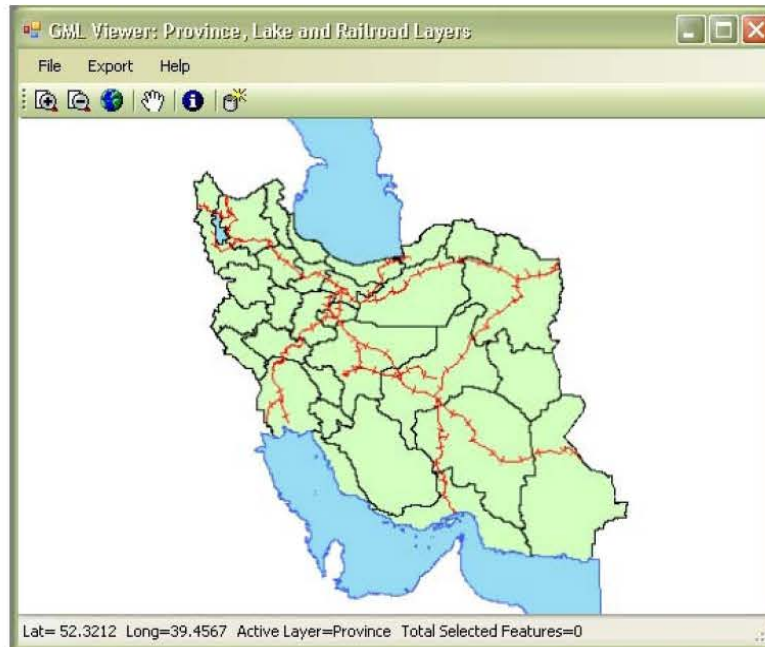 GML Viewer: Province, Lake and Railroad Layers
File Export Help
Lat= 52.3212 Long=39.4567 Active Layer=Province Total Selected Features=0